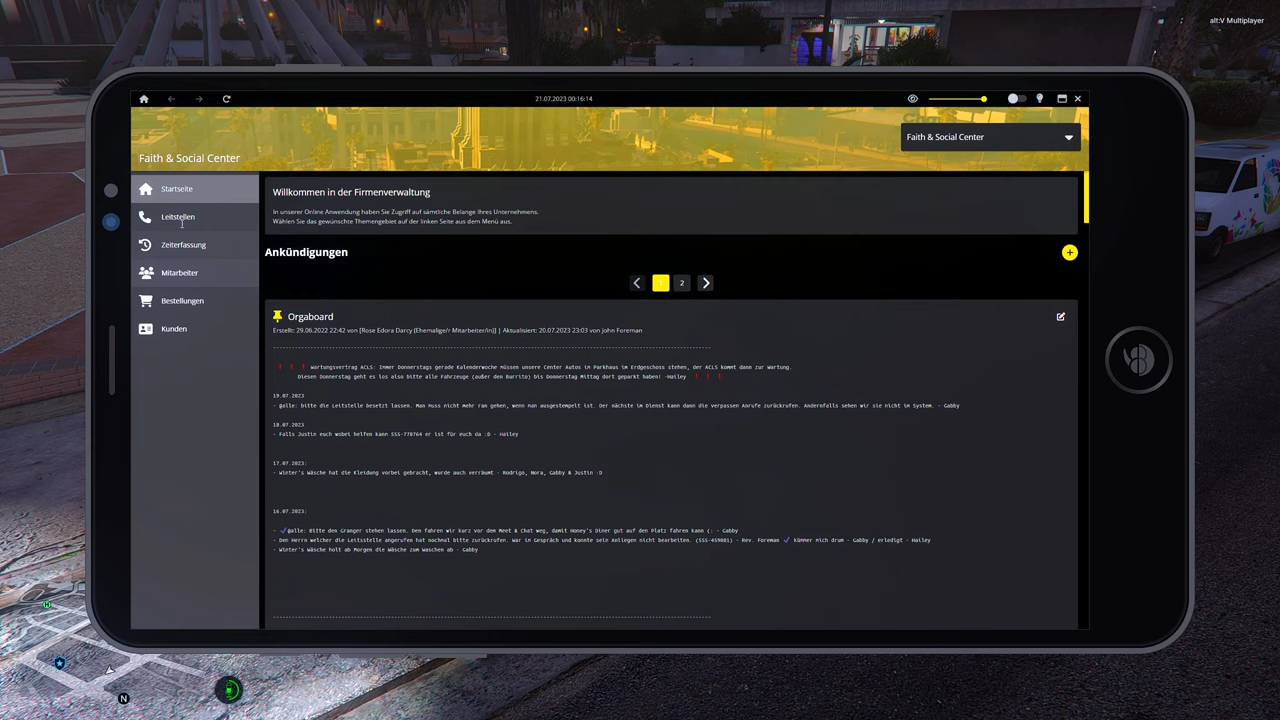 alt:V Multiplayer
21.07.2023 00:16:14
Faith & Social Center
Faith & Social Center
Startseite
Leitstellen
Zeiterfassung
Mitarbeiter
Bestellungen
Kunden
Willkommen in der Firmenverwaltung
In unserer Online Anwendung haben Sie Zugriff auf sämtliche Belange Ihres Unternehmens.
Wählen Sie das gewünschte Themengebiet auf der linken Seite aus dem Menü aus.
Ankündigungen
1 2
Orgaboard
Erstellt: 29.06.2022 22:42 von [Rose Edora Darcy (Ehemalige/r Mitarbeiter/in)] | Aktualisiert: 20.07.2023 23:03 von John Foreman
❗ ❗ ❗ Wartungsvertrag ACLS: Immer Donnerstags gerade Kalenderwoche müssen unsere Center Autos im Parkhaus im Erdgeschoss stehen, der ACLS kommt dann zur Wartung.
Diesen Donnerstag geht es los also bitte alle Fahrzeuge (außer den Burrito) bis Donnerstag Mittag dort geparkt haben! -Hailey ❗ ❗ ❗
19.07.2023
- @alle: bitte die Leitstelle besetzt lassen. Man Muss nicht mehr ran gehen, wenn man ausgestempelt ist. Der nächste im Dienst kann dann die verpassen Anrufe zurückrufen. Andernfalls sehen wir sie nicht im System. - Gabby
18.07.2023
- Falls Justin euch wobei helfen kann 555-778764 er ist für euch da :D - Hailey
17.07.2023:
- Winter's Wäsche hat die Kleidung vorbei gebracht, wurde auch verräumt - Rodrigo, Nora, Gabby & Justin :D
16.07.2023:
- ✔@alle: Bitte den Granger stehen lassen. Den fahren wir kurz vor dem Meet & Chat weg, damit Honey's Diner gut auf den Platz fahren kann (: - Gabby
- Dem Herrn welcher die Leitsstelle angerufen hat nochmal bitte zurückrufen. War im Gespräch und konnte sein Anliegen nicht bearbeiten. (555-459881) - Rev. Foreman ✔ Kümmer mich drum - Gabby / erledigt - Hailey
- Winter's Wäsche holt ab Morgen die Wäsche zum Waschen ab - Gabby
N